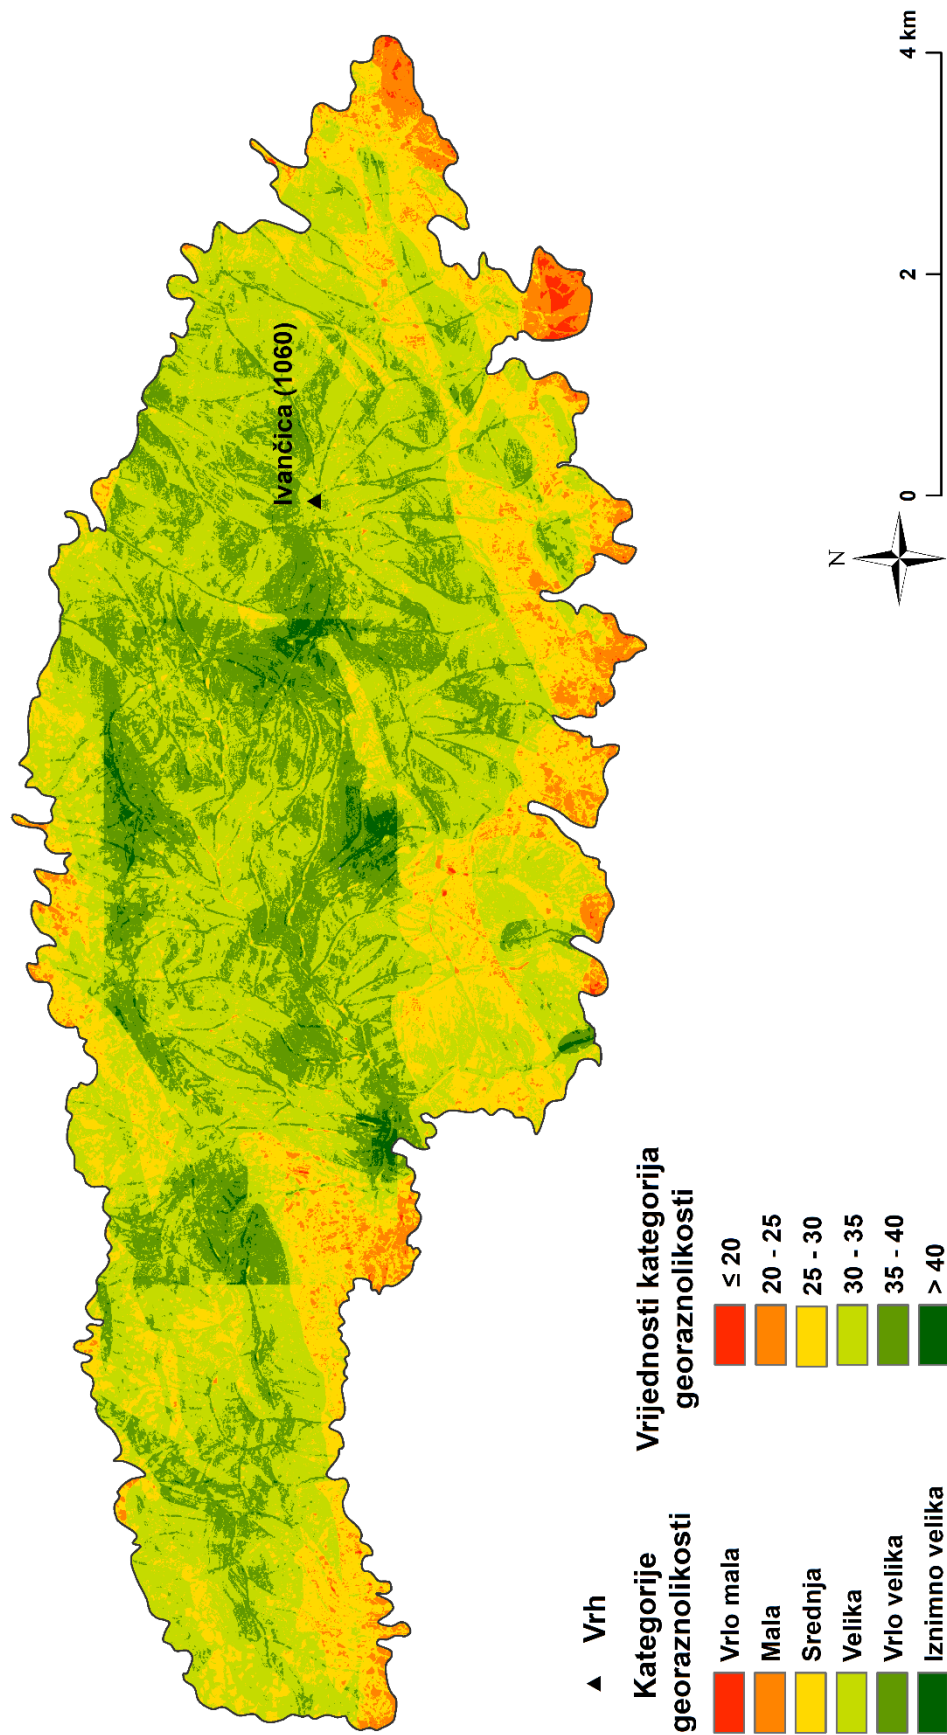 Ivančica (1060)
N
0
2
4 km
Vrh
Kategorije
georaznolikosti
Vrlo mala
Mala
Srednja
Velika
Vrlo velika
Iznimno velika
Vrijednosti kategorija
georaznolikosti
≤ 20
20 - 25
25 - 30
30 - 35
35 - 40
> 40